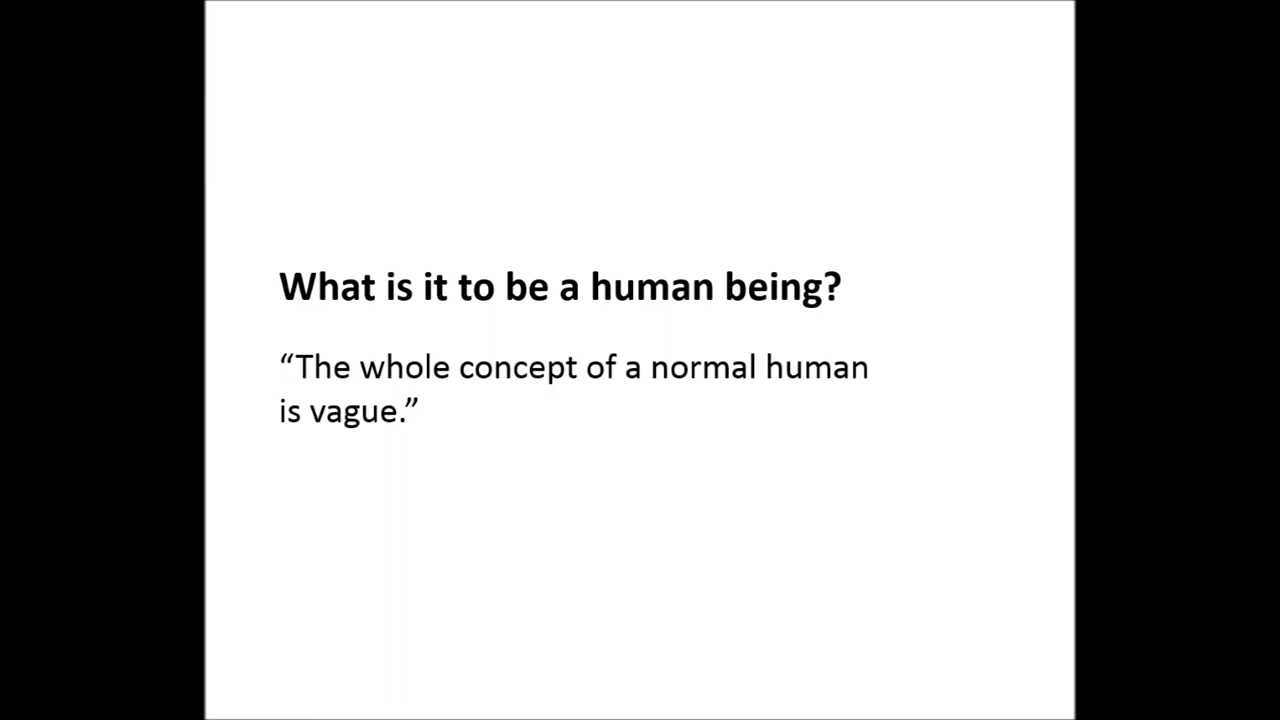 What is it to be a human being?
“The whole concept of a normal human
is vague.”